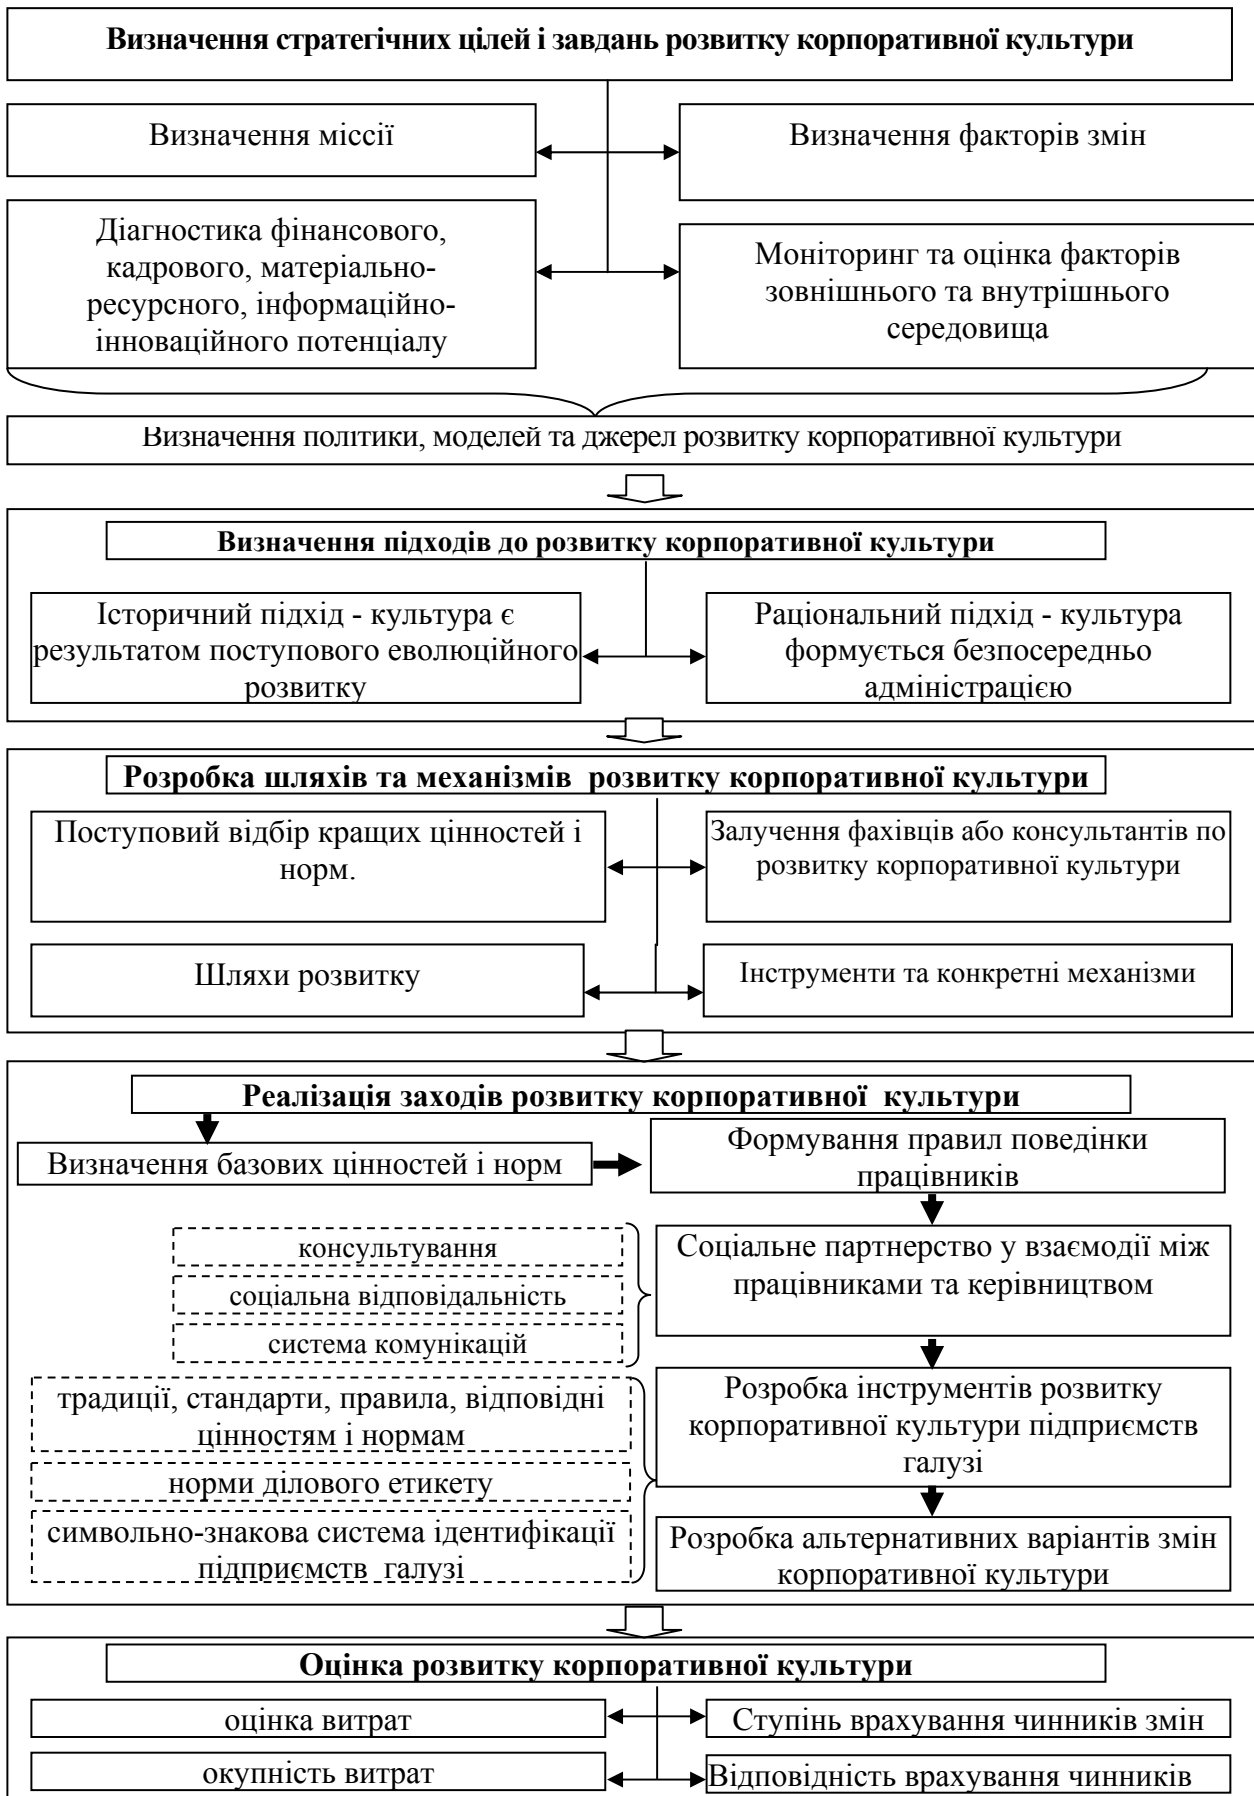 Визначення стратегічних цілей і завдань розвитку корпоративної культури
Визначення міссії
Визначення факторів змін
Діагностика фінансового,
кадрового, матеріально-
ресурсного, інформаційно-
інноваційного потенціалу
Моніторинг та оцінка факторів
зовнішнього та внутрішнього
середовища
Визначення політики, моделей та джерел розвитку корпоративної культури
Визначення підходів до розвитку корпоративної культури
Історичний підхід - культура є
результатом поступового еволюційного
розвитку
Раціональний підхід - культура
формується безпосередньо
адміністрацією
Розробка шляхів та механізмів розвитку корпоративної культури
Поступовий відбір кращих цінностей і
норм.
Залучення фахівців або консультантів по
розвитку корпоративної культури
Шляхи розвитку
Інструменти та конкретні механізми
Реалізація заходів розвитку корпоративної культури
Визначення базових цінностей і норм
Формування правил поведінки
працівників
консультування
соціальна відповідальність
система комунікацій
Соціальне партнерство у взаємодії між
працівниками та керівництвом
традиції, стандарти, правила, відповідні
цінностям і нормам
норми ділового етикету
символьно-знакова система ідентифікації
підприємств галузі
Розробка інструментів розвитку
корпоративної культури підприємств
галузі
Розробка альтернативних варіантів змін
корпоративної культури
Оцінка розвитку корпоративної культури
оцінка витрат
Ступінь врахування чинників змін
окупність витрат
Відповідність врахування чинників